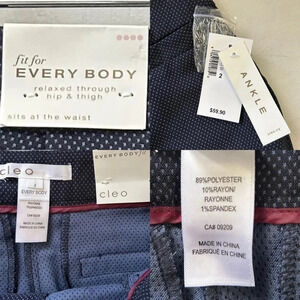 fit for
EVERY BODY
relaxed through
hip & thigh
sits at the waist
2
$59.90
ANKLE
cleo
EVERY BODY
EVERY BODY
cleo
89%POLYESTER
10%RAYON/
RAYONNE
1%SPANDEX
CA# 09209
MADE IN CHINA
FABRIQUÉ EN CHINE